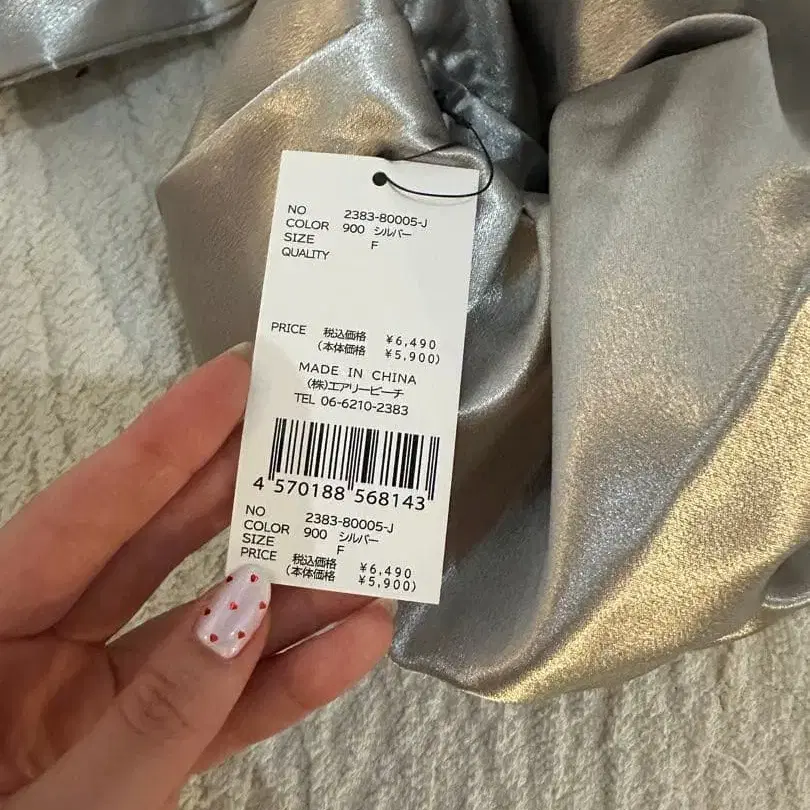 NO 2383-80005-J
COLOR 900 シルバー
SIZE F
QUALITY
PRICE 税込価格 ¥6,490
(本体価格 ¥5,900)
MADE IN CHINA
(株)エアリービーチ
TEL 06-6210-2383
4 570188 568143
NO 2383-80005-J
COLOR 900 シルバー
SIZE F
PRICE 税込価格 ¥6,490
(本体価格 ¥5,900)